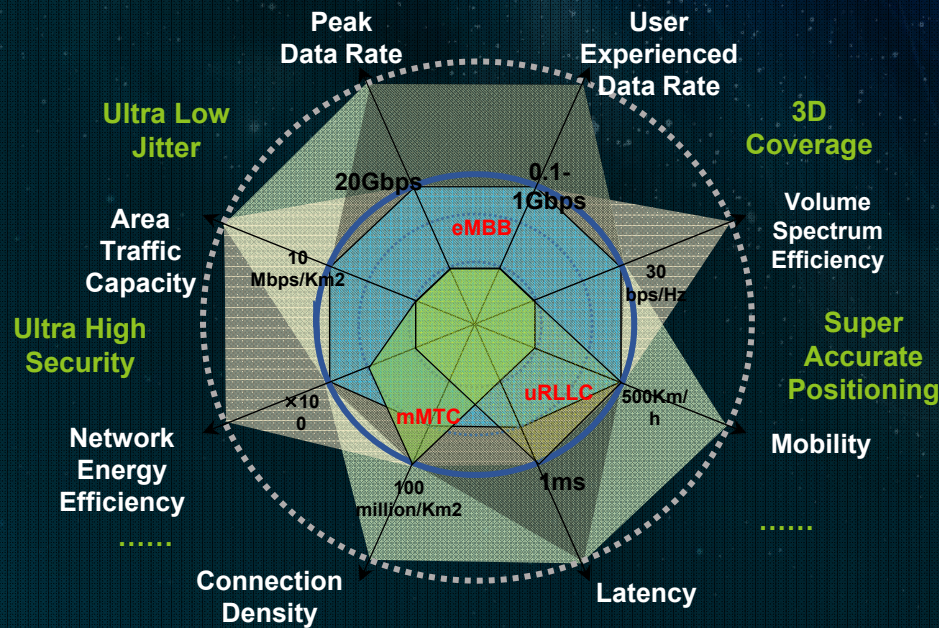 Peak
Data Rate
User
Experienced
Data Rate
Ultra Low
Jitter
3D
Coverage
20Gbps
0.1-
1Gbps
eMBB
Area
Traffic
Capacity
10
Mbps/Km2
30
bps/Hz
Volume
Spectrum
Efficiency
Ultra High
Security
Super
Accurate
Positioning
×10
0
mMTC
uRLLC
500Km/
h
Network
Energy
Efficiency
Mobility
100
million/Km2
1ms
......
......
Connection
Density
Latency